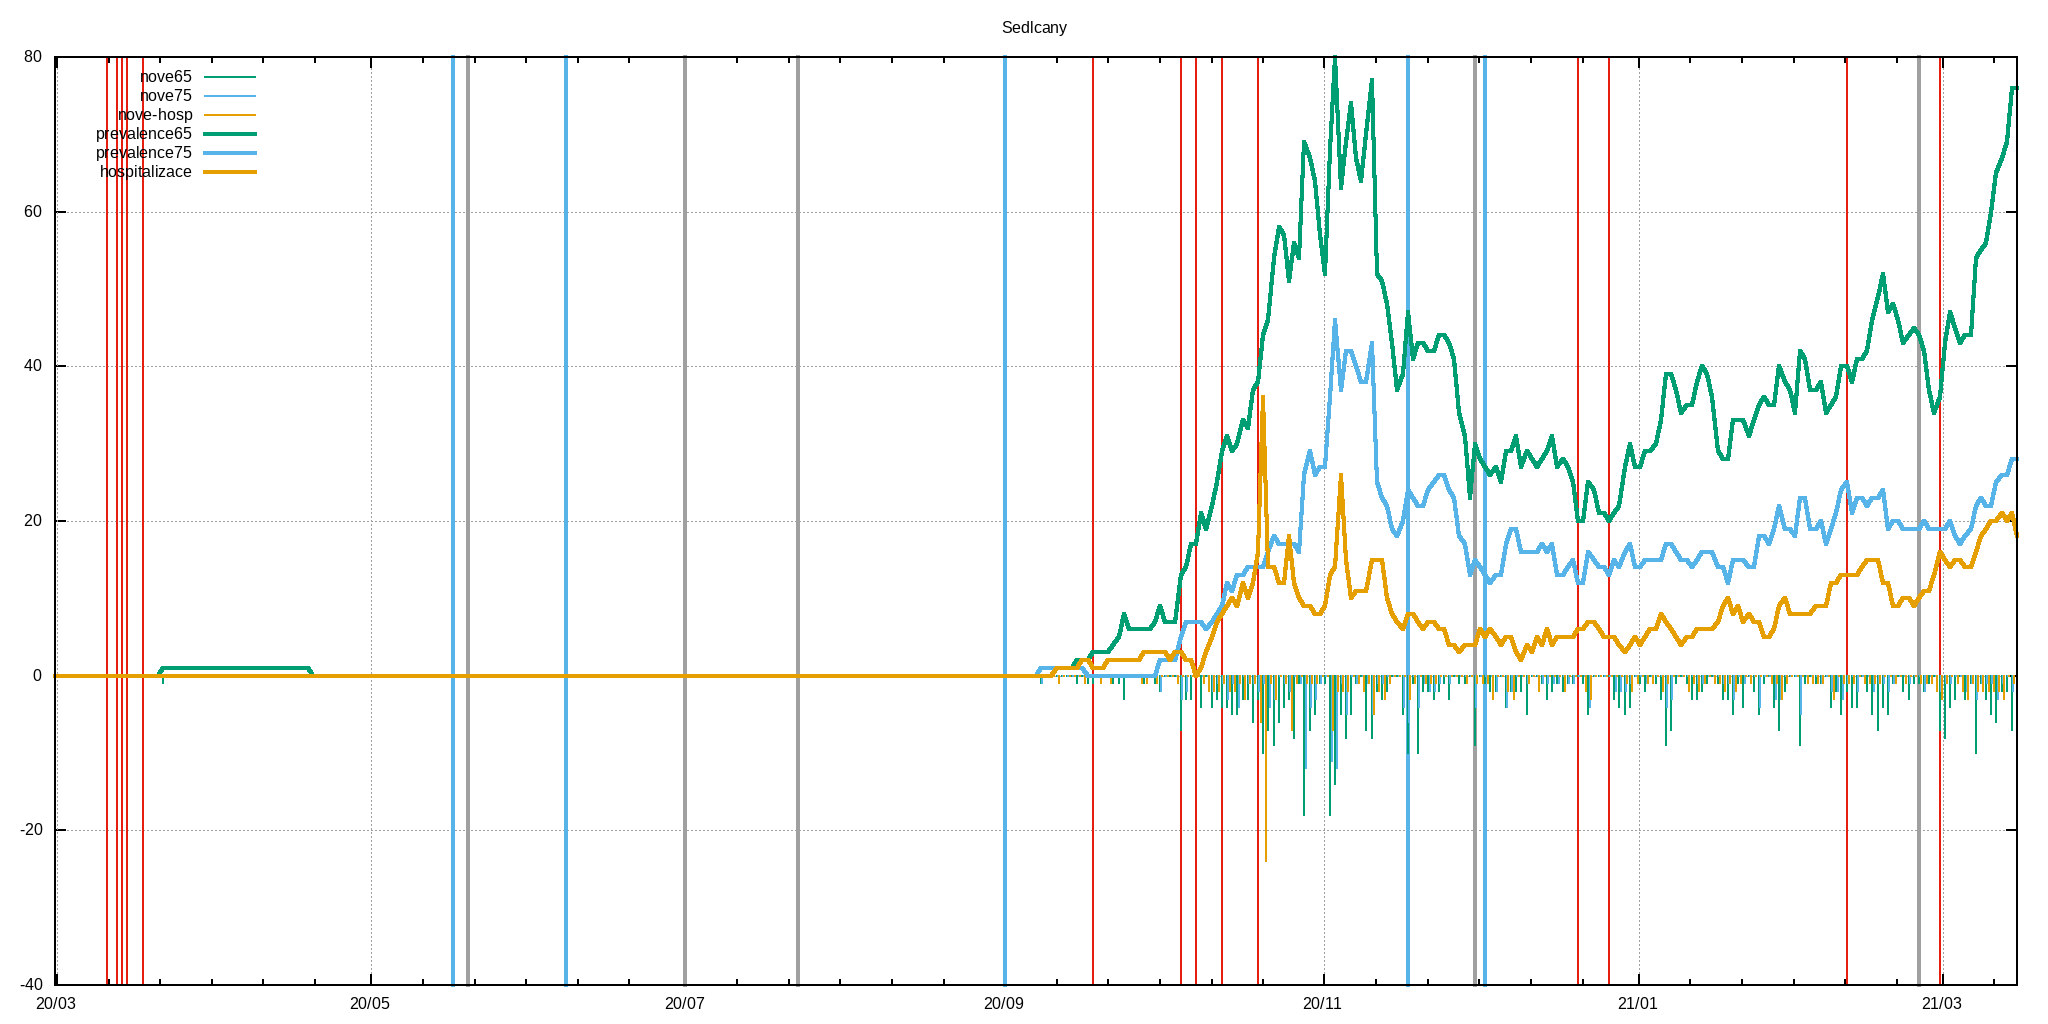 Sedlcany
80
60
40
20
0
-20
-40
nove65
nove75
nove-hosp
prevalence65
prevalence75
hospitalizace
20/03 20/05 20/07 20/09 20/11 21/01 21/03